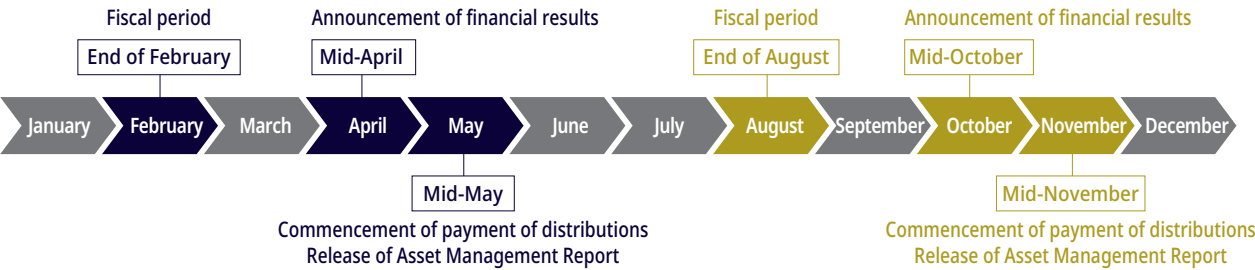 Fiscal period
Announcement of financial results
Fiscal period
Announcement of financial results
End of February
Mid-April
End of August
Mid-October
January
February
March
April
May
June
July
August
September
October
November
December
Mid-May
Mid-November
Commencement of payment of distributions
Release of Asset Management Report
Commencement of payment of distributions
Release of Asset Management Report